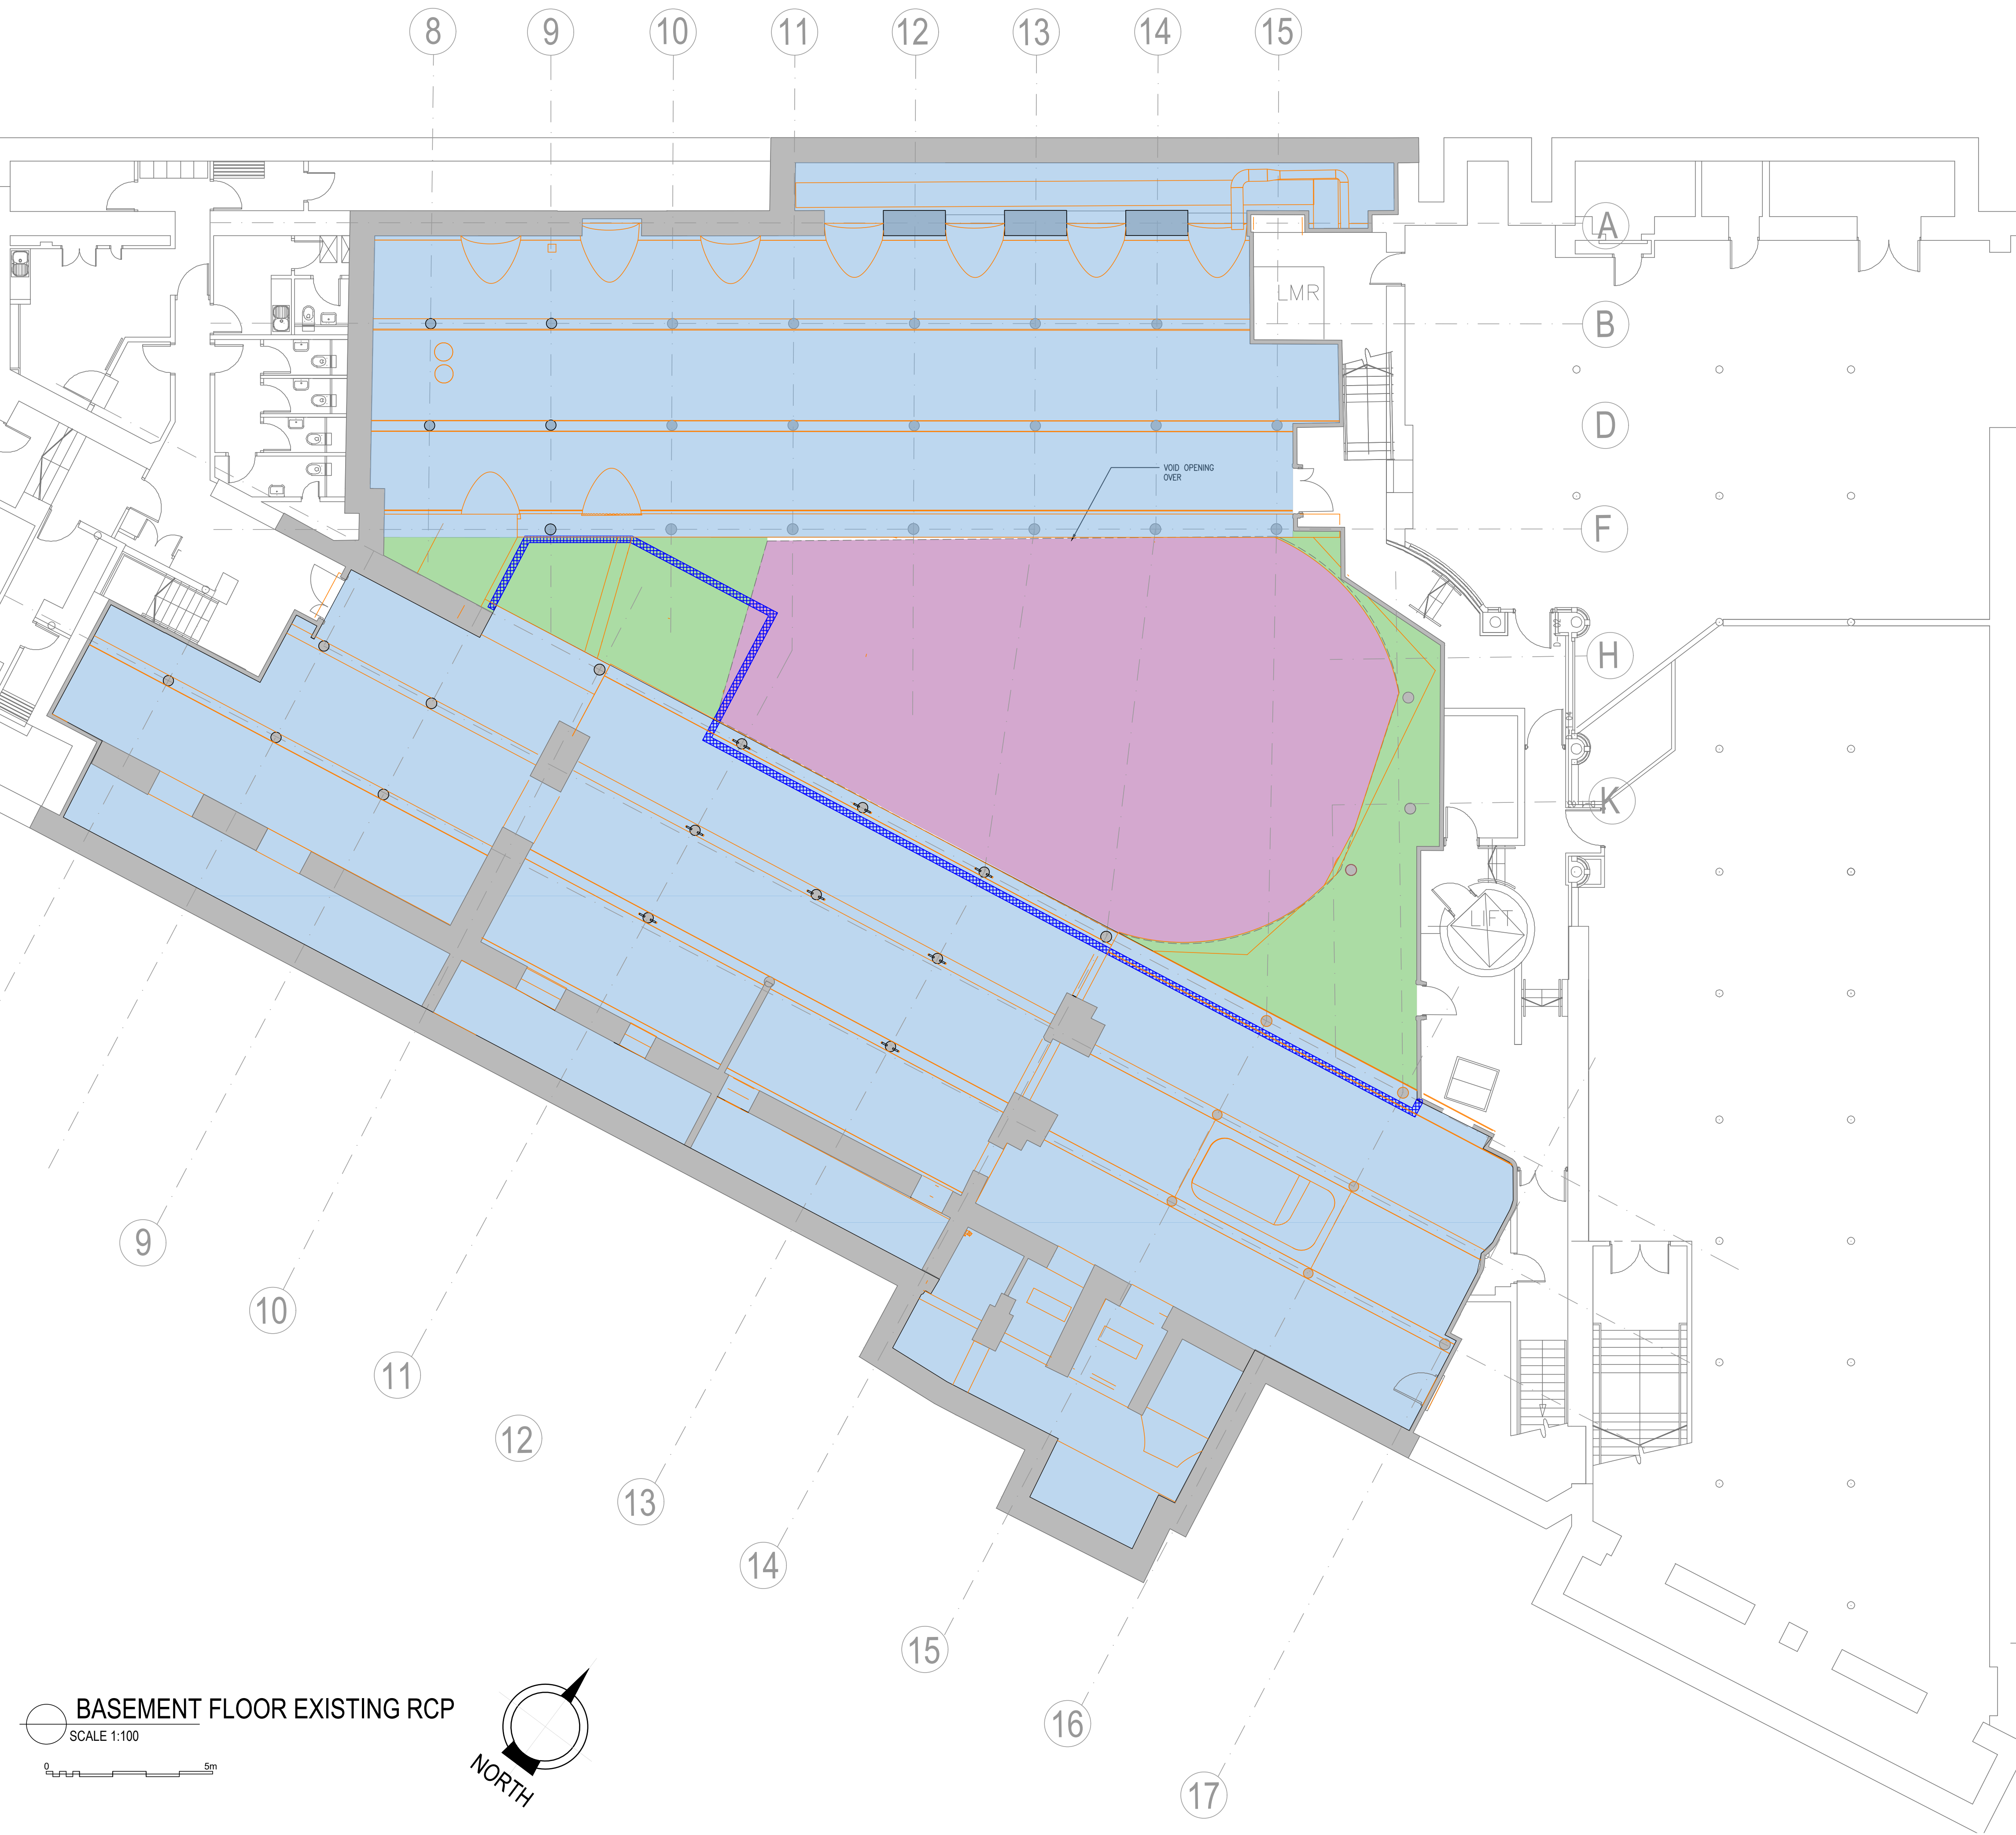 8 9 10 11 12 13 14 15
A
LMR
B
D
VOID OPENING
OVER
F
H
K
LIFT
9
10
11
12
13
14
15
16
17
BASEMENT FLOOR EXISTING RCP
SCALE 1:100
0 5m
NORTH